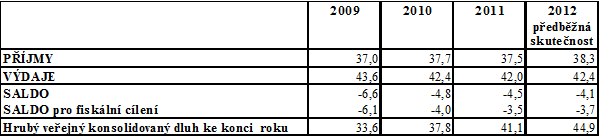 2009 2010 2011 2012
předběžná
skutečnost
PŘÍJMY 37,0 37,7 37,5 38,3
VÝDAJE 43,6 42,4 42,0 42,4
SALDO -6,6 -4,8 -4,5 -4,1
SALDO pro fiskální cílení -6,1 -4,0 -3,5 -3,7
Hrubý veřejný konsolidovaný dluh ke konci roku 33,6 37,8 41,1 44,9